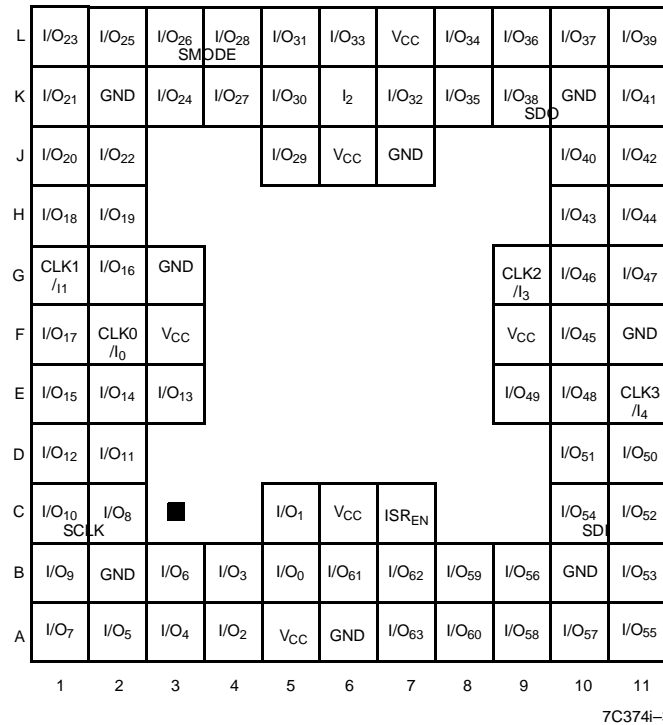 L I/O23 I/O25 I/O26 I/O28 I/O31 I/O33 VCC I/O34 I/O36 I/O37 I/O39
SMODE
K I/O21 GND I/O24 I/O27 I/O30 I2 I/O32 I/O35 I/O38 GND I/O41
SDO
J I/O20 I/O22 I/O29 VCC GND I/O40 I/O42
H I/O18 I/O19 I/O43 I/O44
G CLK1 /I1 I/O16 GND CLK2 /I3 I/O46 I/O47
F I/O17 CLK0 /I0 VCC VCC I/O45 GND
E I/O15 I/O14 I/O13 I/O49 I/O48 CLK3 /I4
D I/O12 I/O11 I/O51 I/O50
C I/O10 I/O8 I/O1 VCC ISREN I/O54 I/O52
SCLK SDI
B I/O9 GND I/O6 I/O3 I/O0 I/O61 I/O62 I/O59 I/O56 GND I/O53
A I/O7 I/O5 I/O4 I/O2 VCC GND I/O63 I/O60 I/O58 I/O57 I/O55
1 2 3 4 5 6 7 8 9 10 11
7C374i–